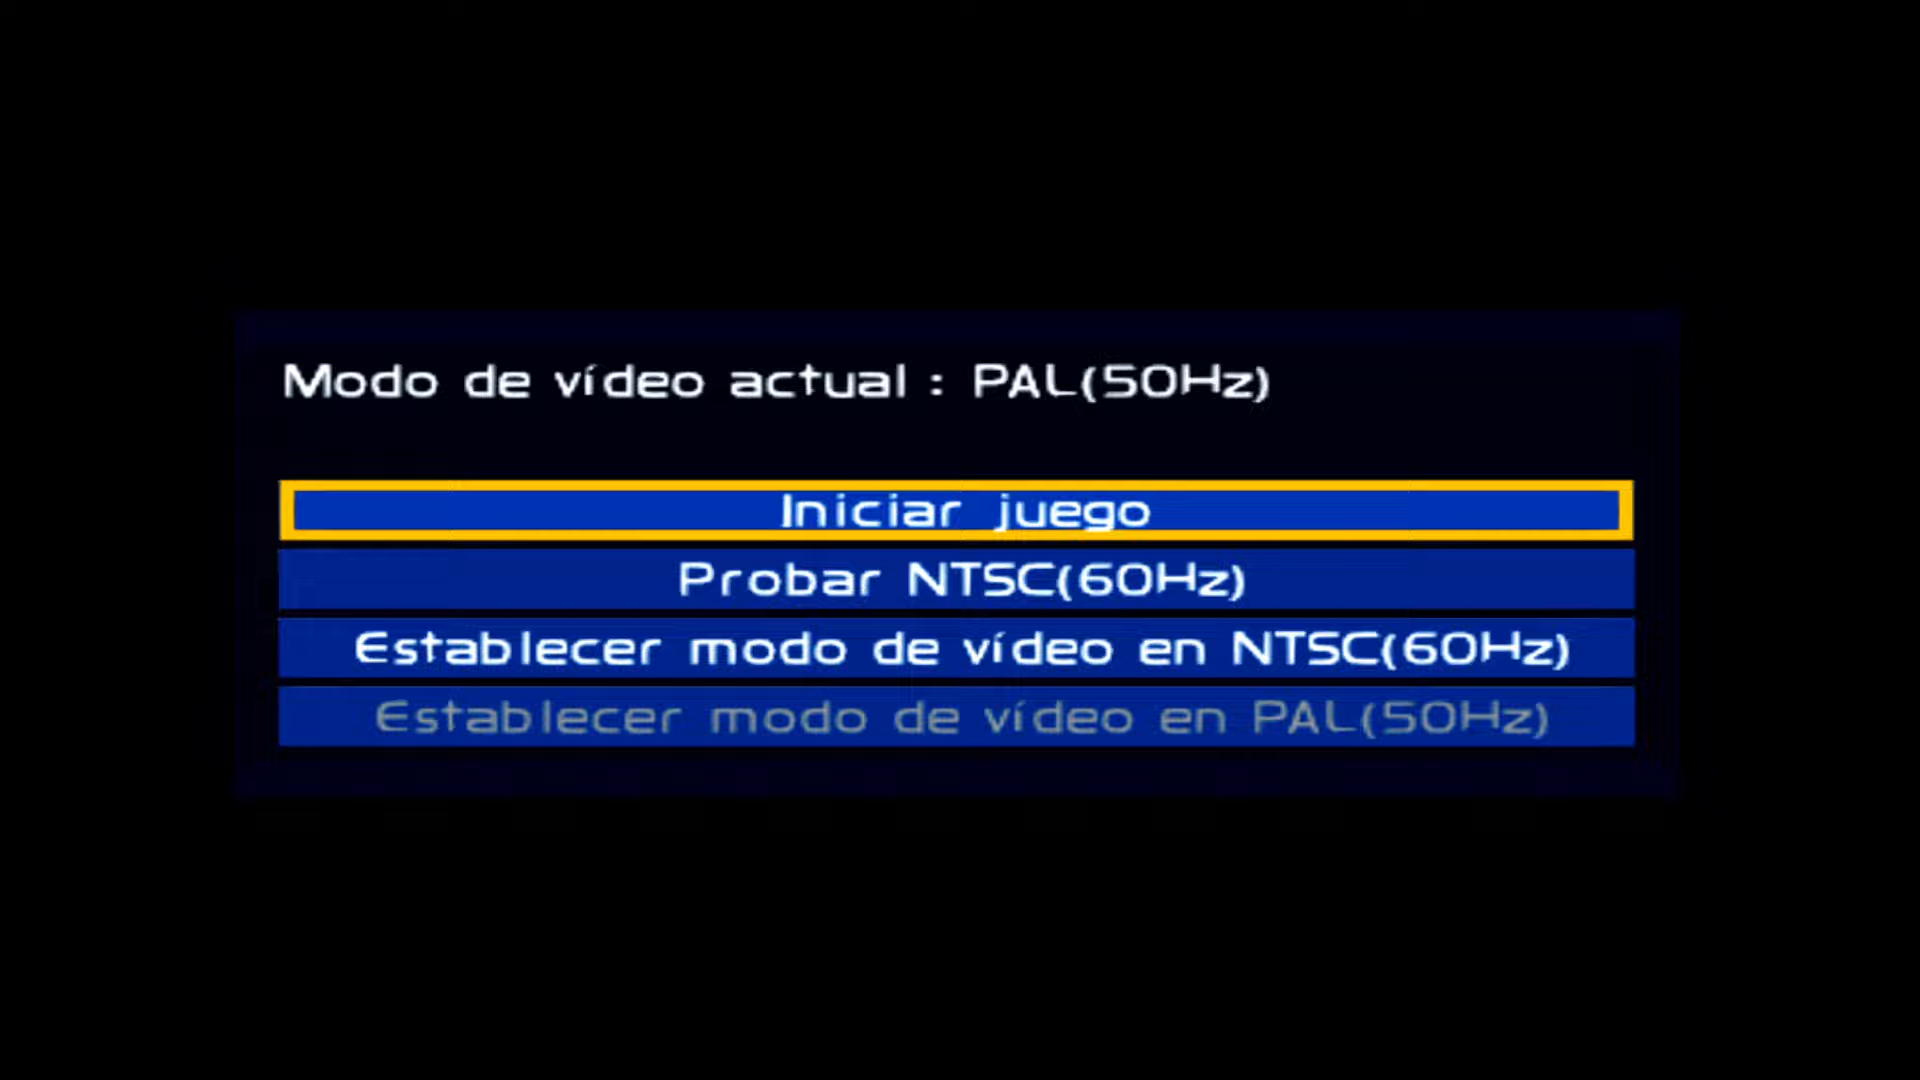 Modo de vídeo actual : PAL(50Hz)
Iniciar juego
Probar NTSC(60Hz)
Establecer modo de vídeo en NTSC(60Hz)
Establecer modo de vídeo en PAL(50Hz)